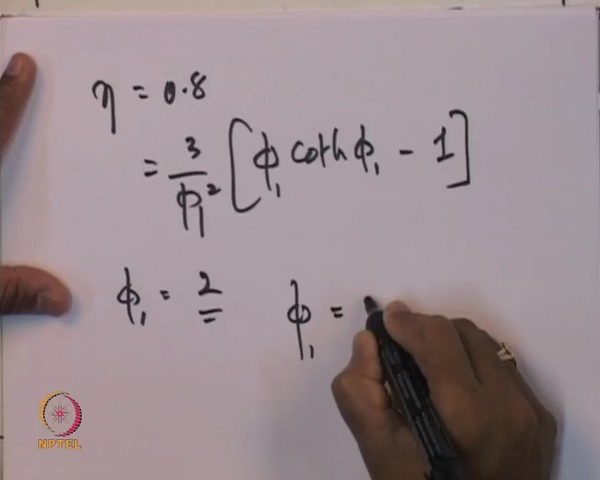 η = 0.8
= 3/ϕ₁² [ϕ₁ coth ϕ₁ - 1]
ϕ₁ = 2 ϕ₁ =
NPTEL